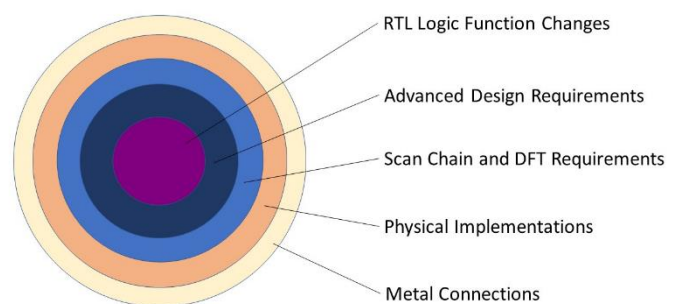 RTL Logic Function Changes
Advanced Design Requirements
Scan Chain and DFT Requirements
Physical Implementations
Metal Connections